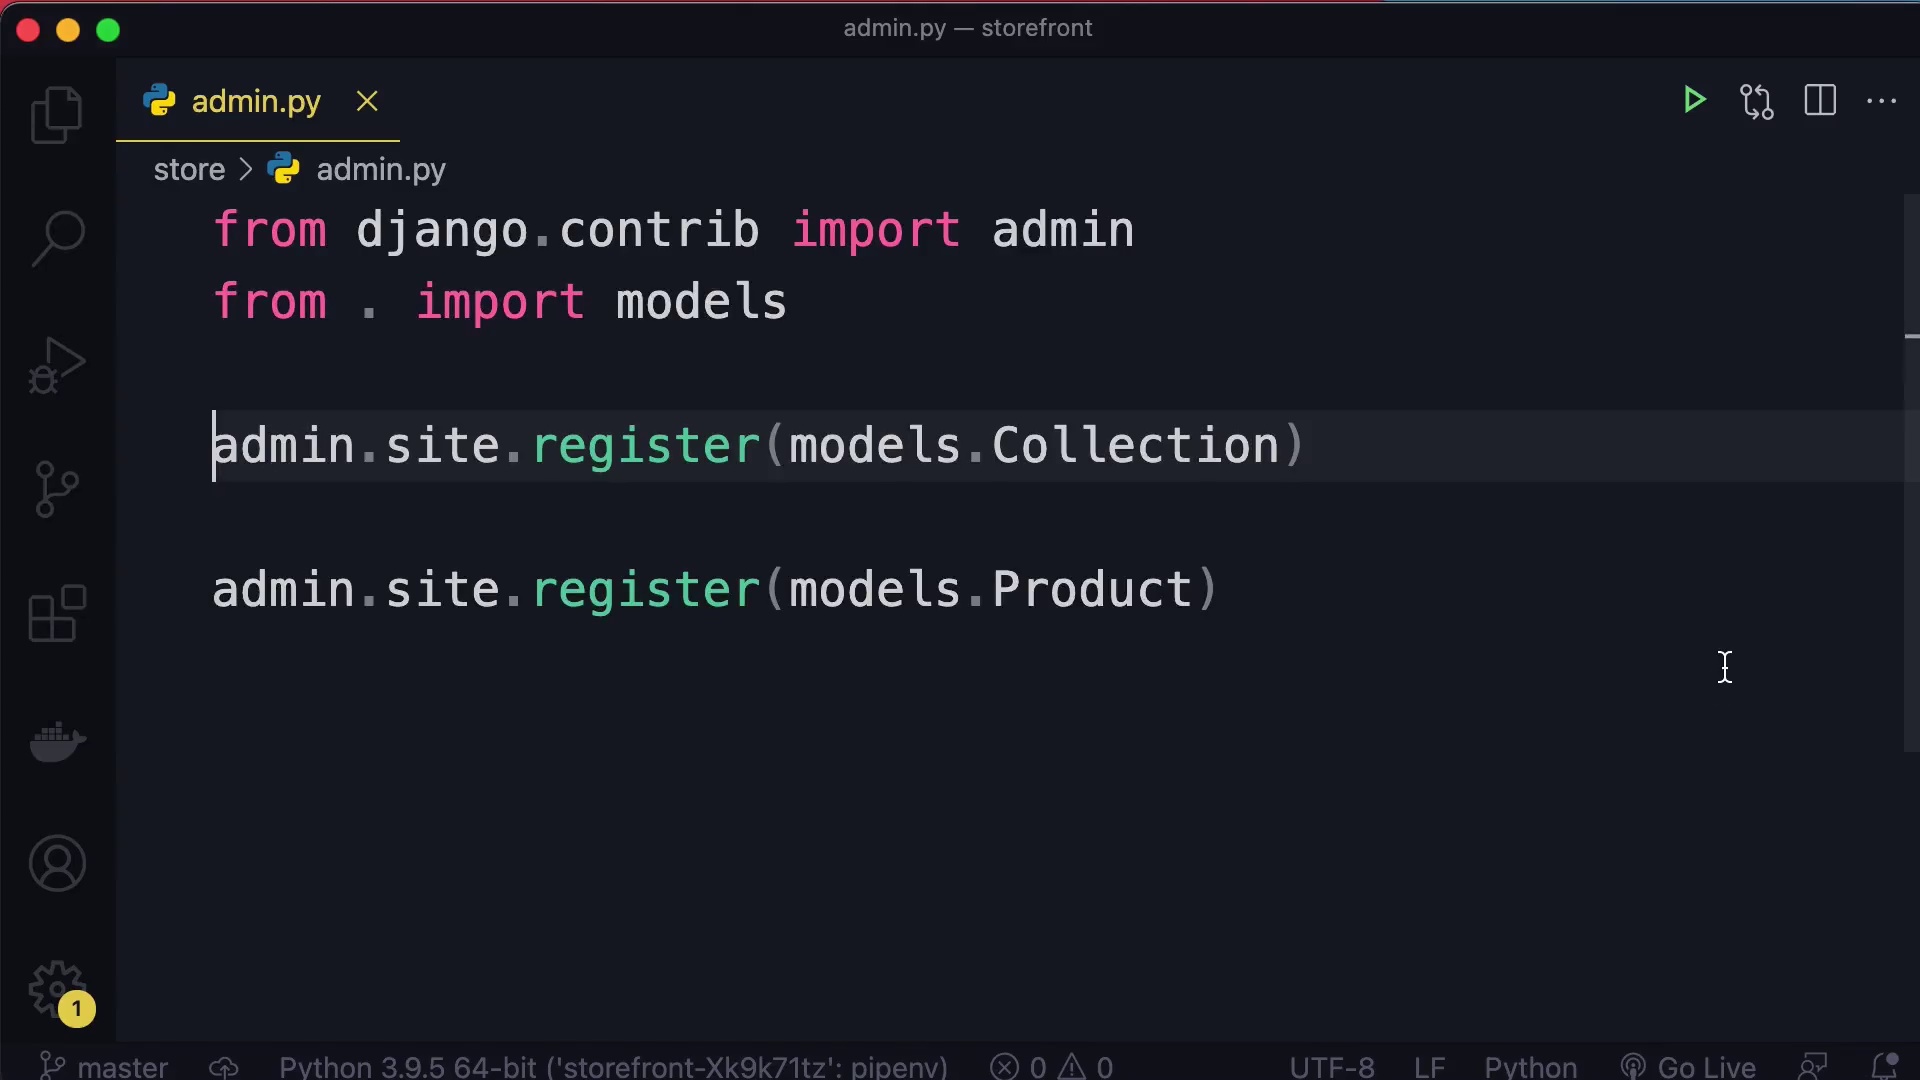 admin.py — storefront
admin.py
store > admin.py
from django.contrib import admin
from . import models
admin.site.register(models.Collection)
admin.site.register(models.Product)
1
master Python 3.9.5 64-bit ('storefront-Xk9k71tz': pipenv) 0 0 UTF-8 LF Python Go Live